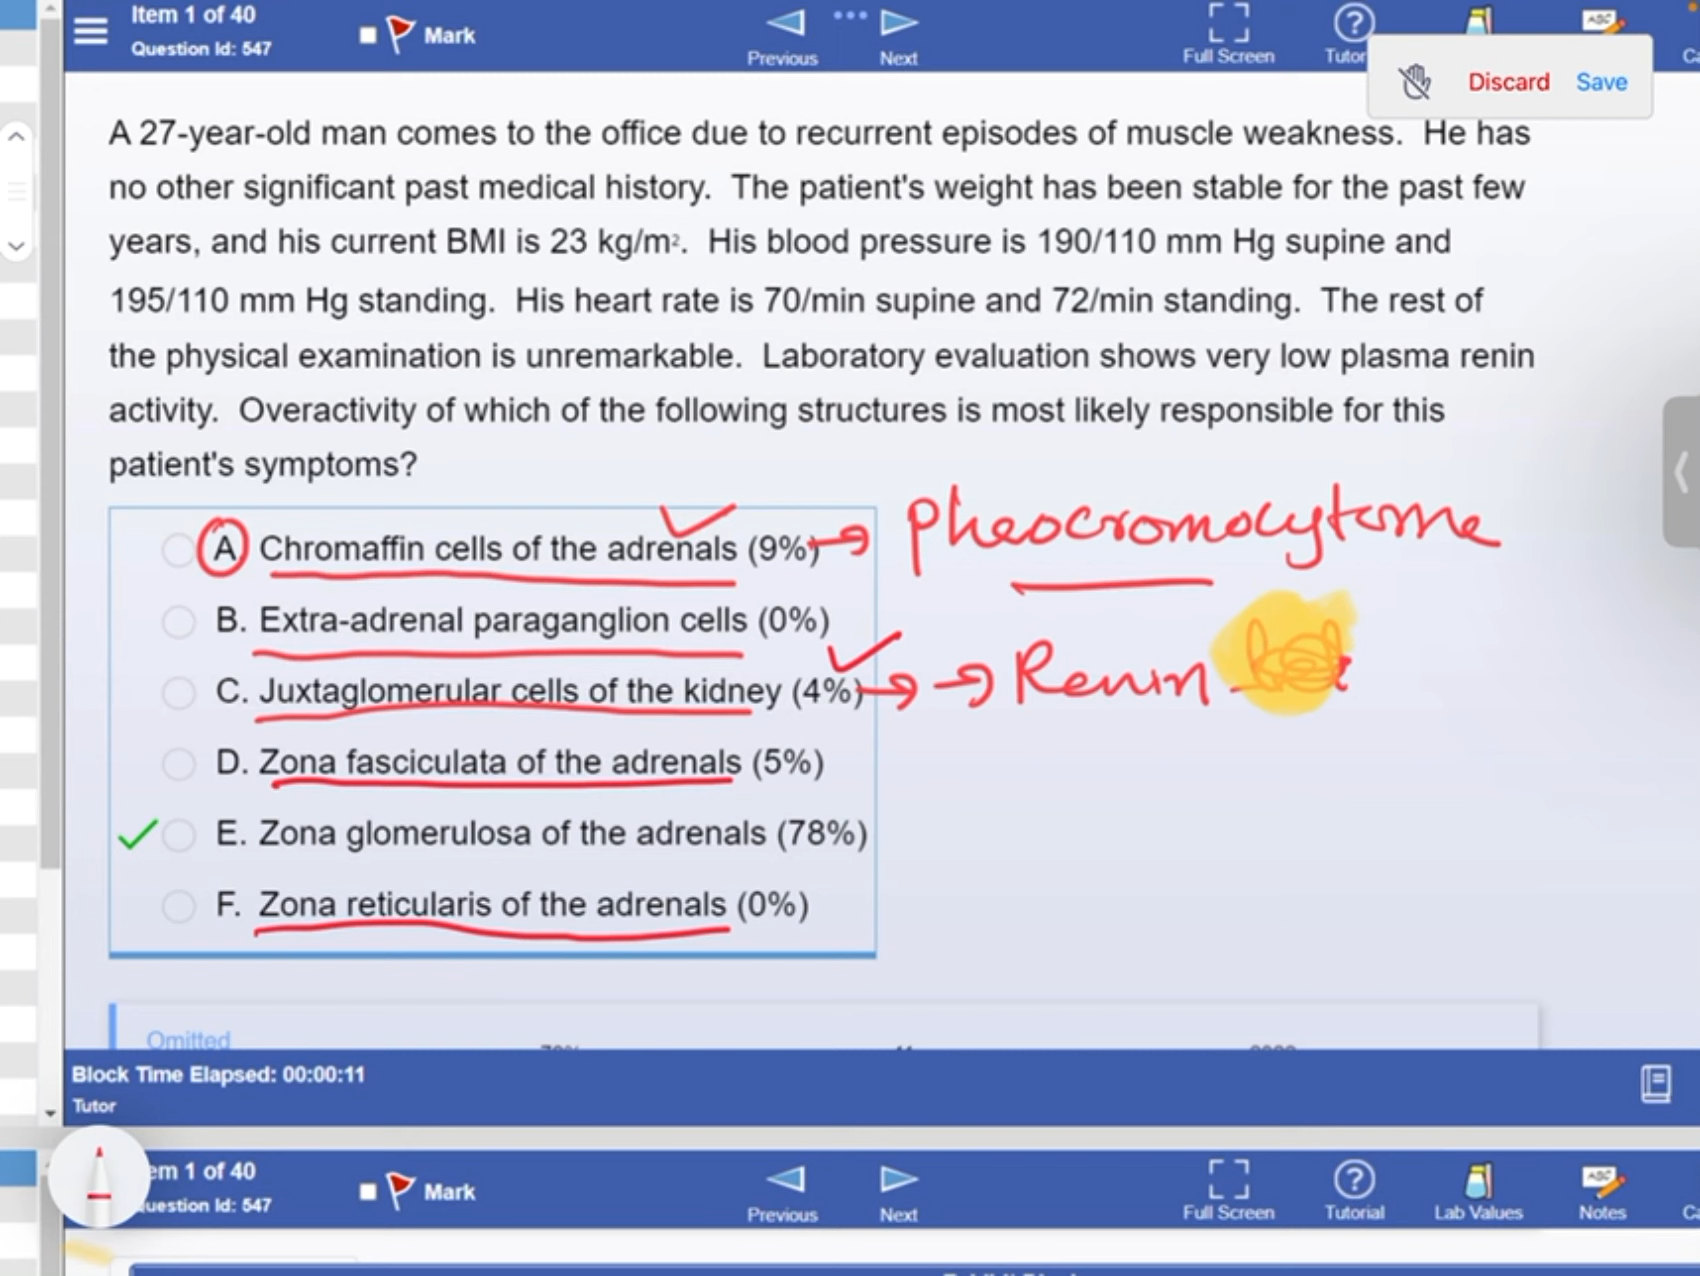 Item 1 of 40
Question Id: 547
Mark
Previous
Next
Full Screen
Tutor
Discard Save
A 27-year-old man comes to the office due to recurrent episodes of muscle weakness. He has
no other significant past medical history. The patient's weight has been stable for the past few
years, and his current BMI is 23 kg/m². His blood pressure is 190/110 mm Hg supine and
195/110 mm Hg standing. His heart rate is 70/min supine and 72/min standing. The rest of
the physical examination is unremarkable. Laboratory evaluation shows very low plasma renin
activity. Overactivity of which of the following structures is most likely responsible for this
patient's symptoms?
A Chromaffin cells of the adrenals (9%) → Pheocromocytome
B. Extra-adrenal paraganglion cells (0%)
C. Juxtaglomerular cells of the kidney (4%) → → Renin
D. Zona fasciculata of the adrenals (5%)
E. Zona glomerulosa of the adrenals (78%)
F. Zona reticularis of the adrenals (0%)
Omitted
Block Time Elapsed: 00:00:11
Tutor
em 1 of 40
uestion Id: 547
Mark
Previous
Next
Full Screen
Tutorial
Lab Values
Notes